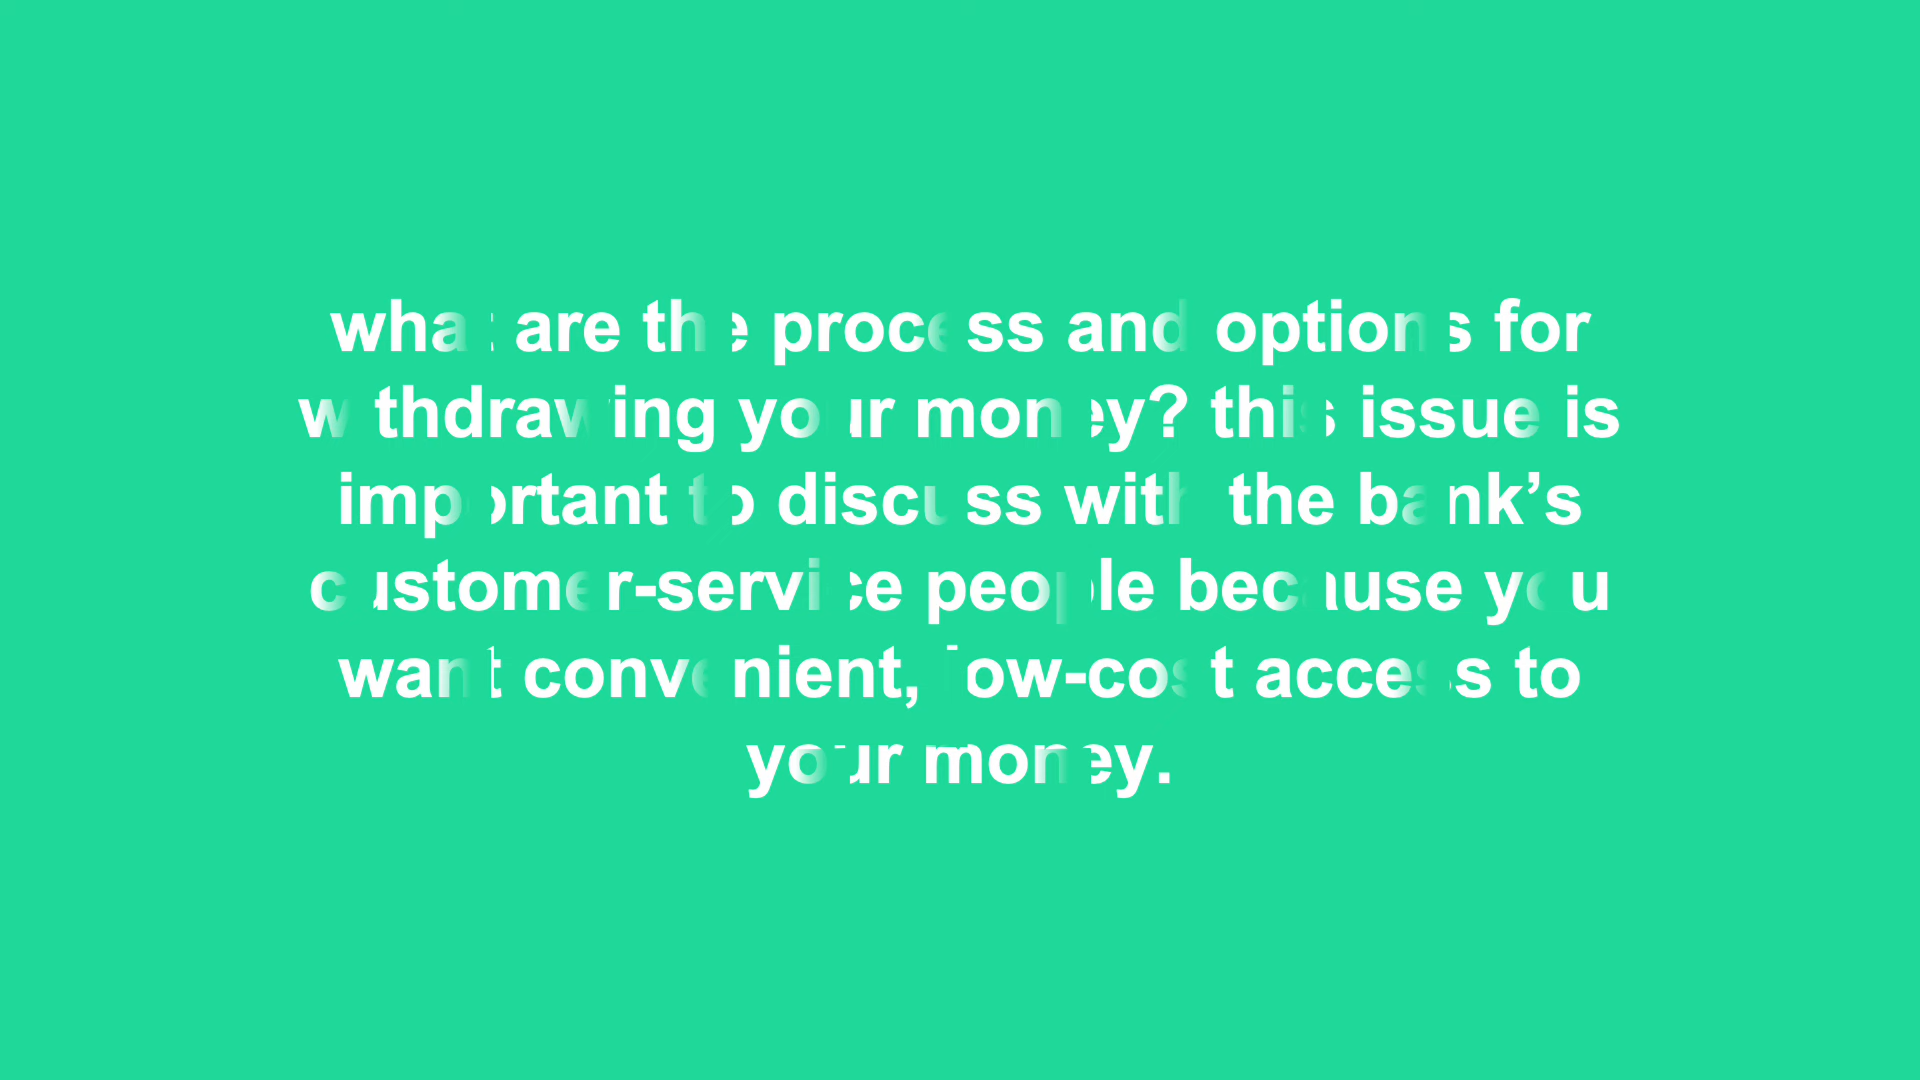 what are the process and options for
withdrawing your money? this issue is
important to discuss with the bank’s
customer-service people because you
want convenient, low-cost access to
your money.